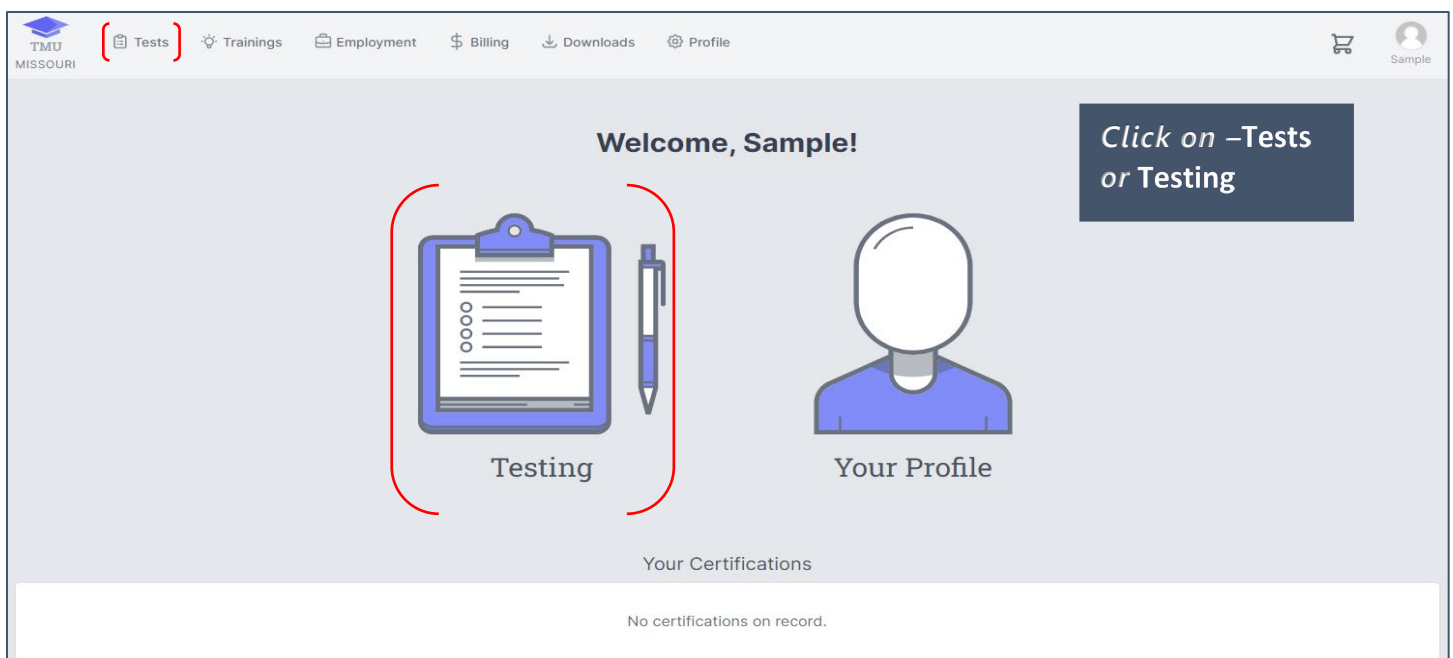 TMU
MISSOURI
Tests
Trainings
Employment
$ Billing
Downloads
Profile
Sample
Welcome, Sample!
Click on –Tests
or Testing
Testing
Your Profile
Your Certifications
No certifications on record.